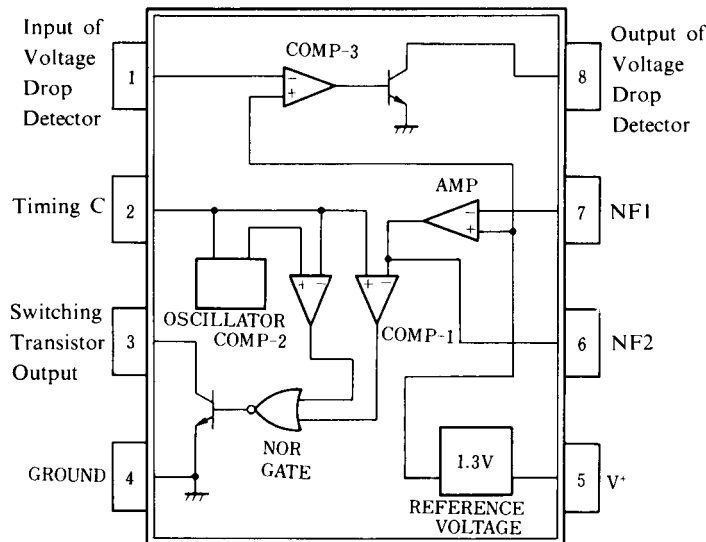 Input of
Voltage
Drop
Detector
1
COMP-3
-
+
Output of
Voltage
Drop
Detector
8
Timing C
2
AMP
-
+
7
NF1
+ -
+ -
OSCILLATOR
COMP-2
COMP-1
Switching
Transistor
Output
3
6
NF2
NOR
GATE
1.3V
GROUND
4
REFERENCE
VOLTAGE
5
V+